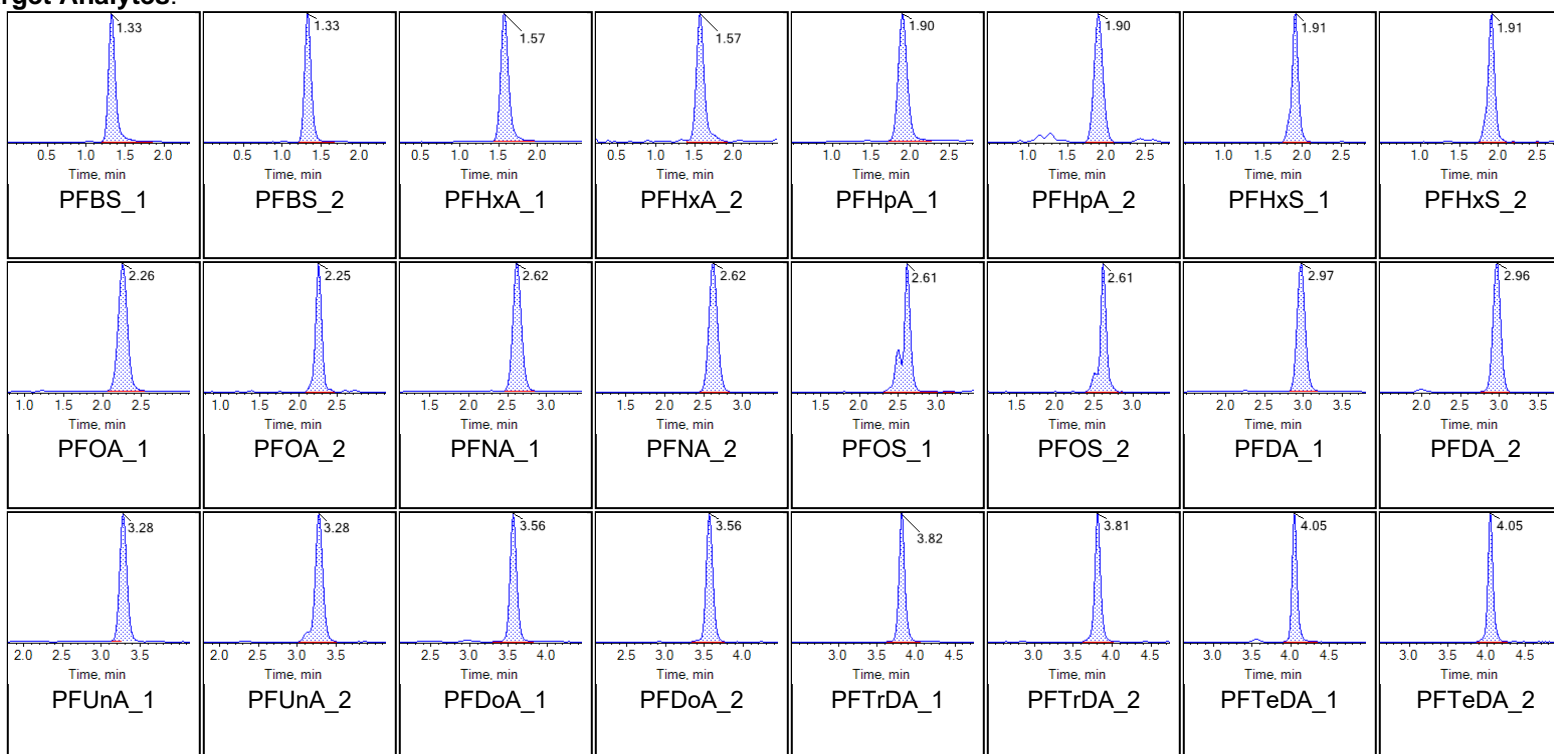 rget Analytes:
1.33 1.33 1.57 1.57 1.90 1.90 1.91 1.91
0.5 1.0 1.5 2.0 0.5 1.0 1.5 2.0 0.5 1.0 1.5 2.0 0.5 1.0 1.5 2.0 1.0 1.5 2.0 2.5 1.0 1.5 2.0 2.5 1.0 1.5 2.0 2.5 1.0 1.5 2.0 2.5
Time, min Time, min Time, min Time, min Time, min Time, min Time, min Time, min
PFBS_1 PFBS_2 PFHxA_1 PFHxA_2 PFHpA_1 PFHpA_2 PFHxS_1 PFHxS_2
2.26 2.25 2.62 2.62 2.61 2.61 2.97 2.96
1.0 1.5 2.0 2.5 1.0 1.5 2.0 2.5 1.5 2.0 2.5 3.0 1.5 2.0 2.5 3.0 1.5 2.0 2.5 3.0 1.5 2.0 2.5 3.0 2.0 2.5 3.0 3.5 2.0 2.5 3.0 3.5
Time, min Time, min Time, min Time, min Time, min Time, min Time, min Time, min
PFOA_1 PFOA_2 PFNA_1 PFNA_2 PFOS_1 PFOS_2 PFDA_1 PFDA_2
3.28 3.28 3.56 3.56 3.82 3.81 4.05 4.05
2.0 2.5 3.0 3.5 2.0 2.5 3.0 3.5 2.5 3.0 3.5 4.0 2.5 3.0 3.5 4.0 3.0 3.5 4.0 4.5 3.0 3.5 4.0 4.5 3.0 3.5 4.0 4.5 3.0 3.5 4.0 4.5
Time, min Time, min Time, min Time, min Time, min Time, min Time, min Time, min
PFUnA_1 PFUnA_2 PFDoA_1 PFDoA_2 PFTrDA_1 PFTrDA_2 PFTeDA_1 PFTeDA_2